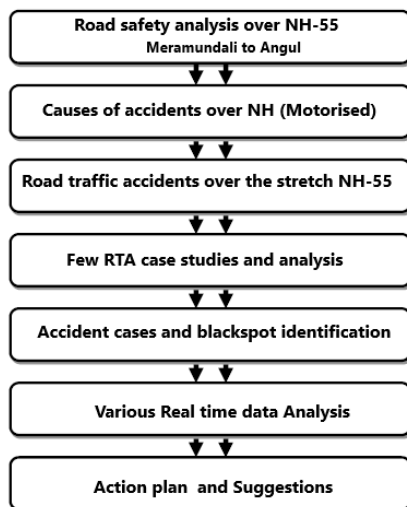 Road safety analysis over NH-55
Meramundali to Angul
Causes of accidents over NH (Motorised)
Road traffic accidents over the stretch NH-55
Few RTA case studies and analysis
Accident cases and blackspot identification
Various Real time data Analysis
Action plan and Suggestions